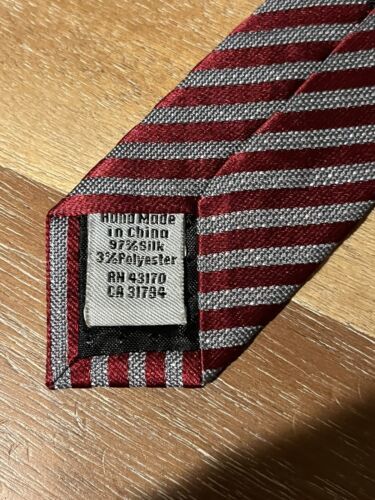 Hand Made
in China
97% Silk
3% Polyester
RN 43170
CA 31794